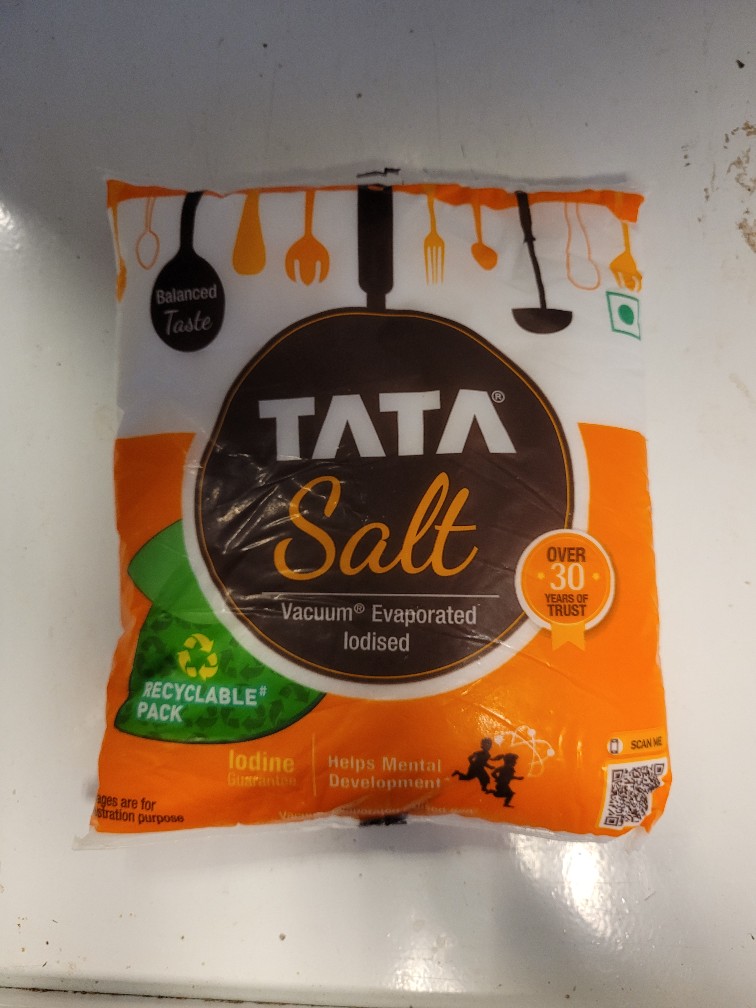 Balanced
Taste
TATA®
Salt
Vacuum® Evaporated
Iodised
OVER
30
YEARS OF
TRUST
RECYCLABLE#
PACK
Iodine
Guarantee
Helps Mental
Development
SCAN ME
ages are for
stration purpose